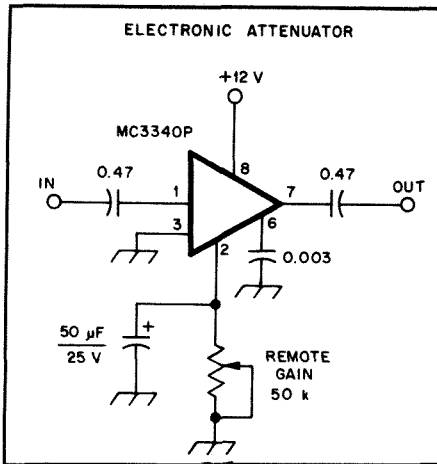 ELECTRONIC ATTENUATOR
+12 V
MC3340P
8
IN
0.47
1
7
0.47
OUT
3
6
2
0.003
50 µF
25 V
+
REMOTE
GAIN
50 k